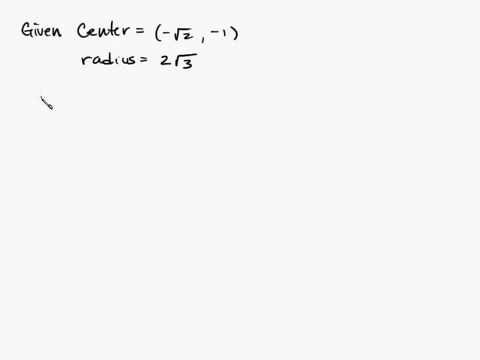 Given Center = (-√2, -1)
radius = 2√3